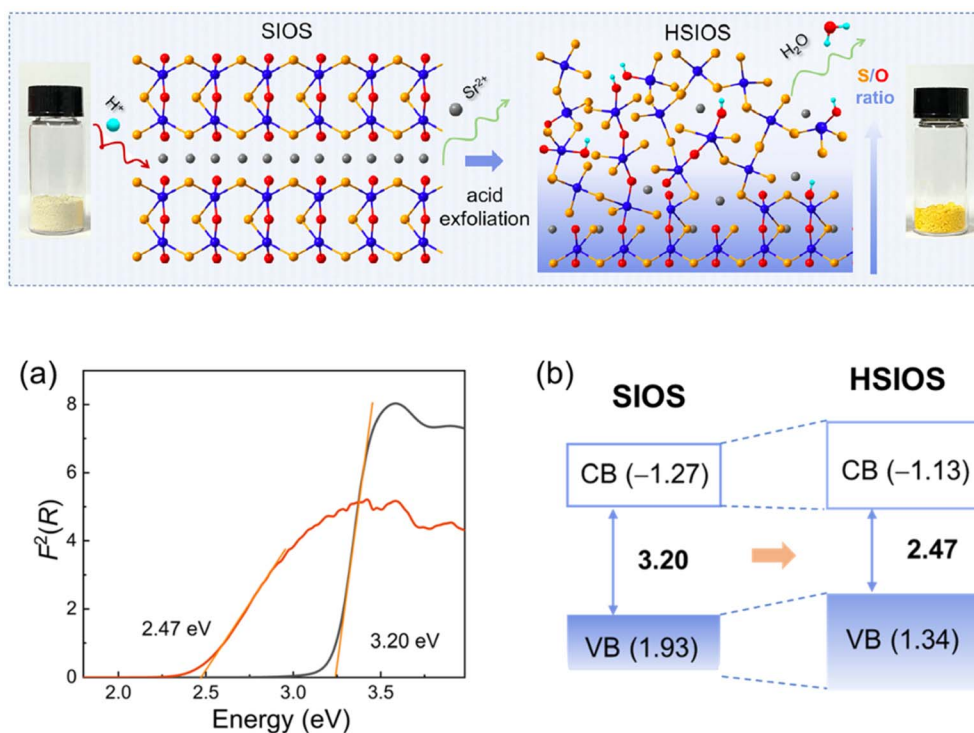 SIOS
HSIOS
H⁺
Sr²⁺
H₂O
S/O
ratio
acid
exfoliation
(a)
8
6
4
2
0
F²(R)
2.47 eV
3.20 eV
2.0
2.5
3.0
3.5
Energy (eV)
(b)
SIOS
HSIOS
CB (−1.27)
CB (−1.13)
3.20
2.47
VB (1.93)
VB (1.34)